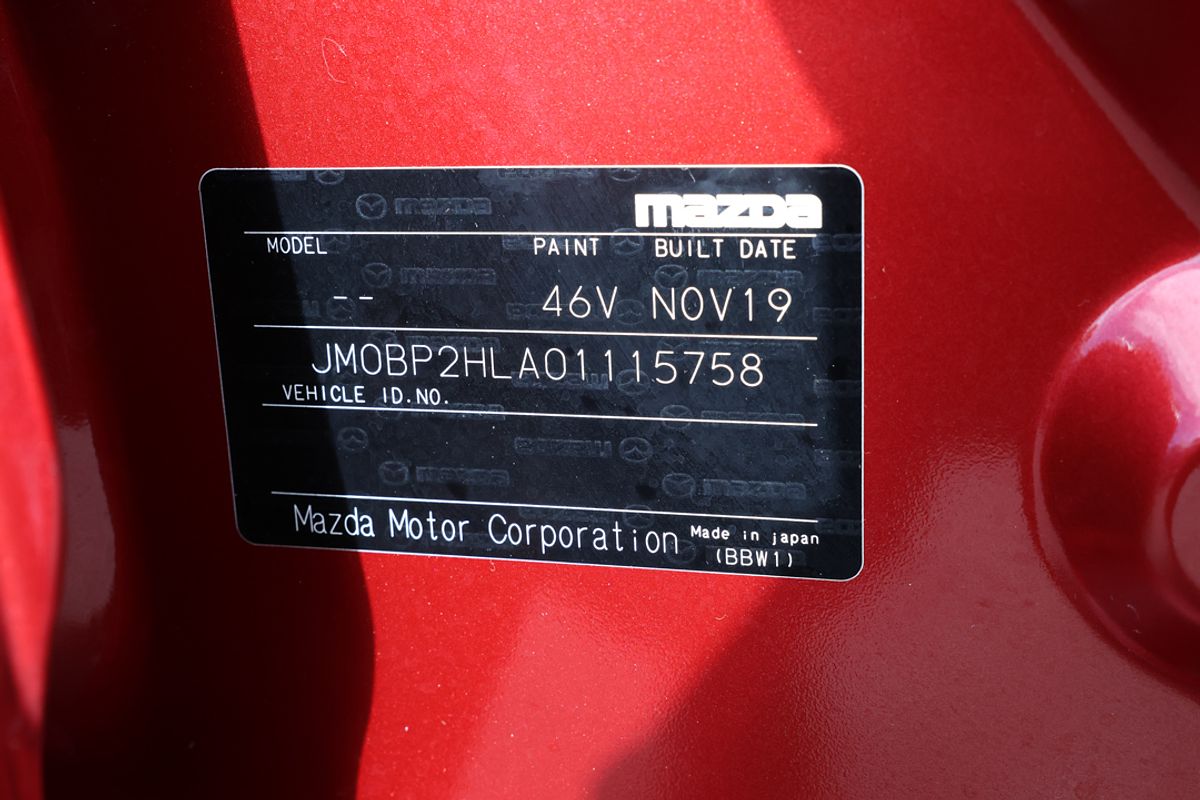 mazda
MODEL PAINT BUILT DATE
-- 46V NOV19
JM0BP2HLA01115758
VEHICLE ID.NO.
Mazda Motor Corporation Made in japan
(BBW1)